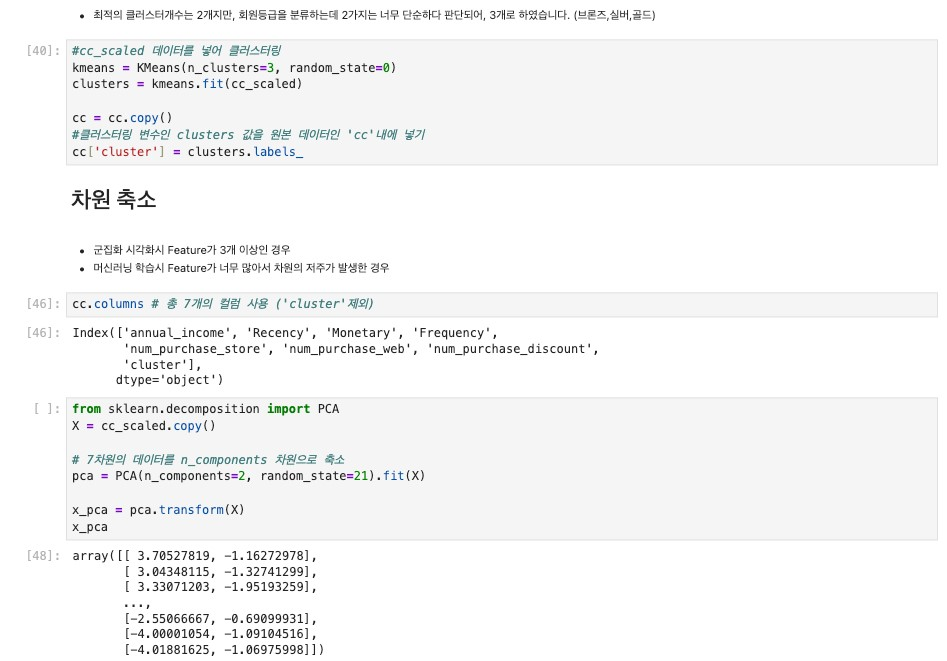 • 최적의 클러스터개수는 2개지만, 회원등급을 분류하는데 2가지는 너무 단순하다 판단되어, 3개로 하였습니다. (브론즈,실버,골드)
[40]: #cc_scaled 데이터를 넣어 클러스터링
kmeans = KMeans(n_clusters=3, random_state=0)
clusters = kmeans.fit(cc_scaled)
cc = cc.copy()
#클러스터링 변수인 clusters 값을 원본 데이터인 'cc'내에 넣기
cc['cluster'] = clusters.labels_
차원 축소
• 군집화 시각화시 Feature가 3개 이상인 경우
• 머신러닝 학습시 Feature가 너무 많아서 차원의 저주가 발생한 경우
[46]: cc.columns # 총 7개의 컬럼 사용 ('cluster'제외)
[46]: Index(['annual_income', 'Recency', 'Monetary', 'Frequency',
'num_purchase_store', 'num_purchase_web', 'num_purchase_discount',
'cluster'],
dtype='object')
[ ]: from sklearn.decomposition import PCA
X = cc_scaled.copy()
# 7차원의 데이터를 n_components 차원으로 축소
pca = PCA(n_components=2, random_state=21).fit(X)
x_pca = pca.transform(X)
x_pca
[48]: array([[ 3.70527819, -1.16272978],
[ 3.04348115, -1.32741299],
[ 3.33071203, -1.95193259],
...,
[-2.55066667, -0.69099931],
[-4.00001054, -1.09104516],
[-4.01881625, -1.06975998]])